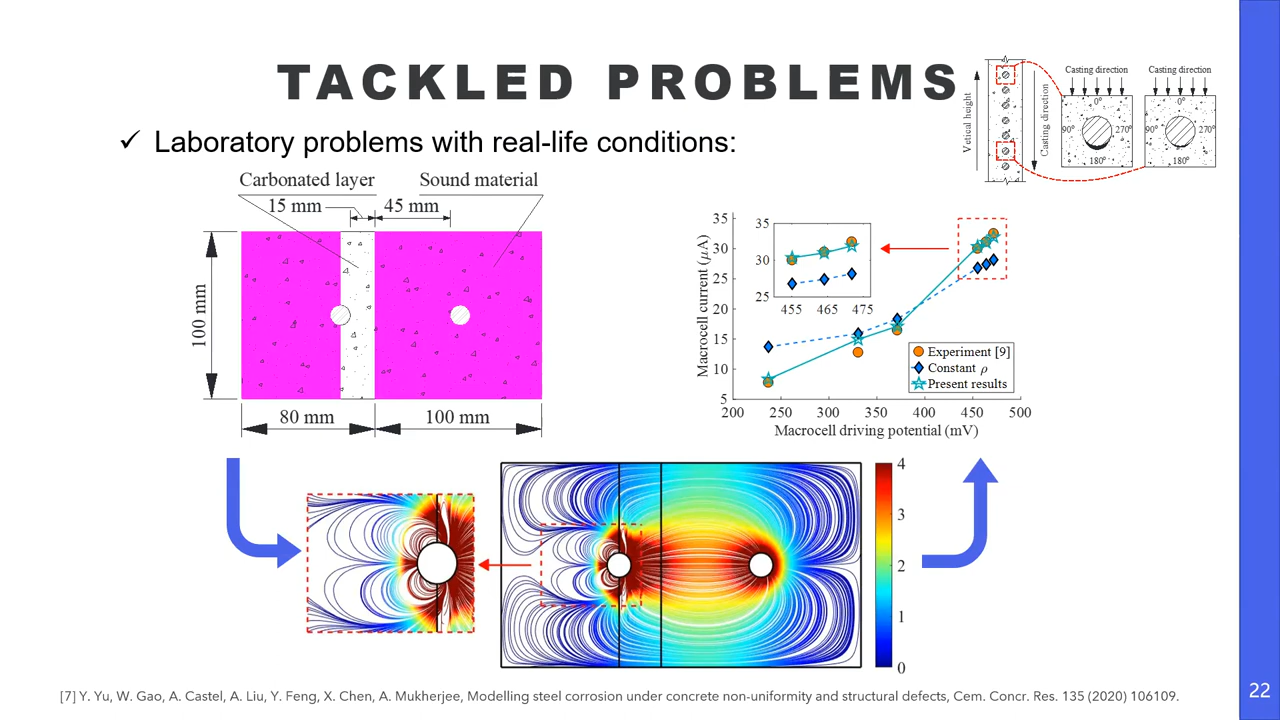 TACKLED PROBLEMS
✓ Laboratory problems with real-life conditions:
Vetical height
Casting direction
Casting direction
0°
90°
270°
180°
Casting direction
0°
90°
270°
180°
Carbonated layer
Sound material
15 mm
45 mm
100 mm
80 mm
100 mm
Macrocell current (μA)
35
30
25
20
15
10
5
200
250
300
350
400
450
500
Macrocell driving potential (mV)
35
30
25
455
465
475
Experiment [9]
Constant ρ
Present results
4
3
2
1
0
[7] Y. Yu, W. Gao, A. Castel, A. Liu, Y. Feng, X. Chen, A. Mukherjee, Modelling steel corrosion under concrete non-uniformity and structural defects, Cem. Concr. Res. 135 (2020) 106109.
22